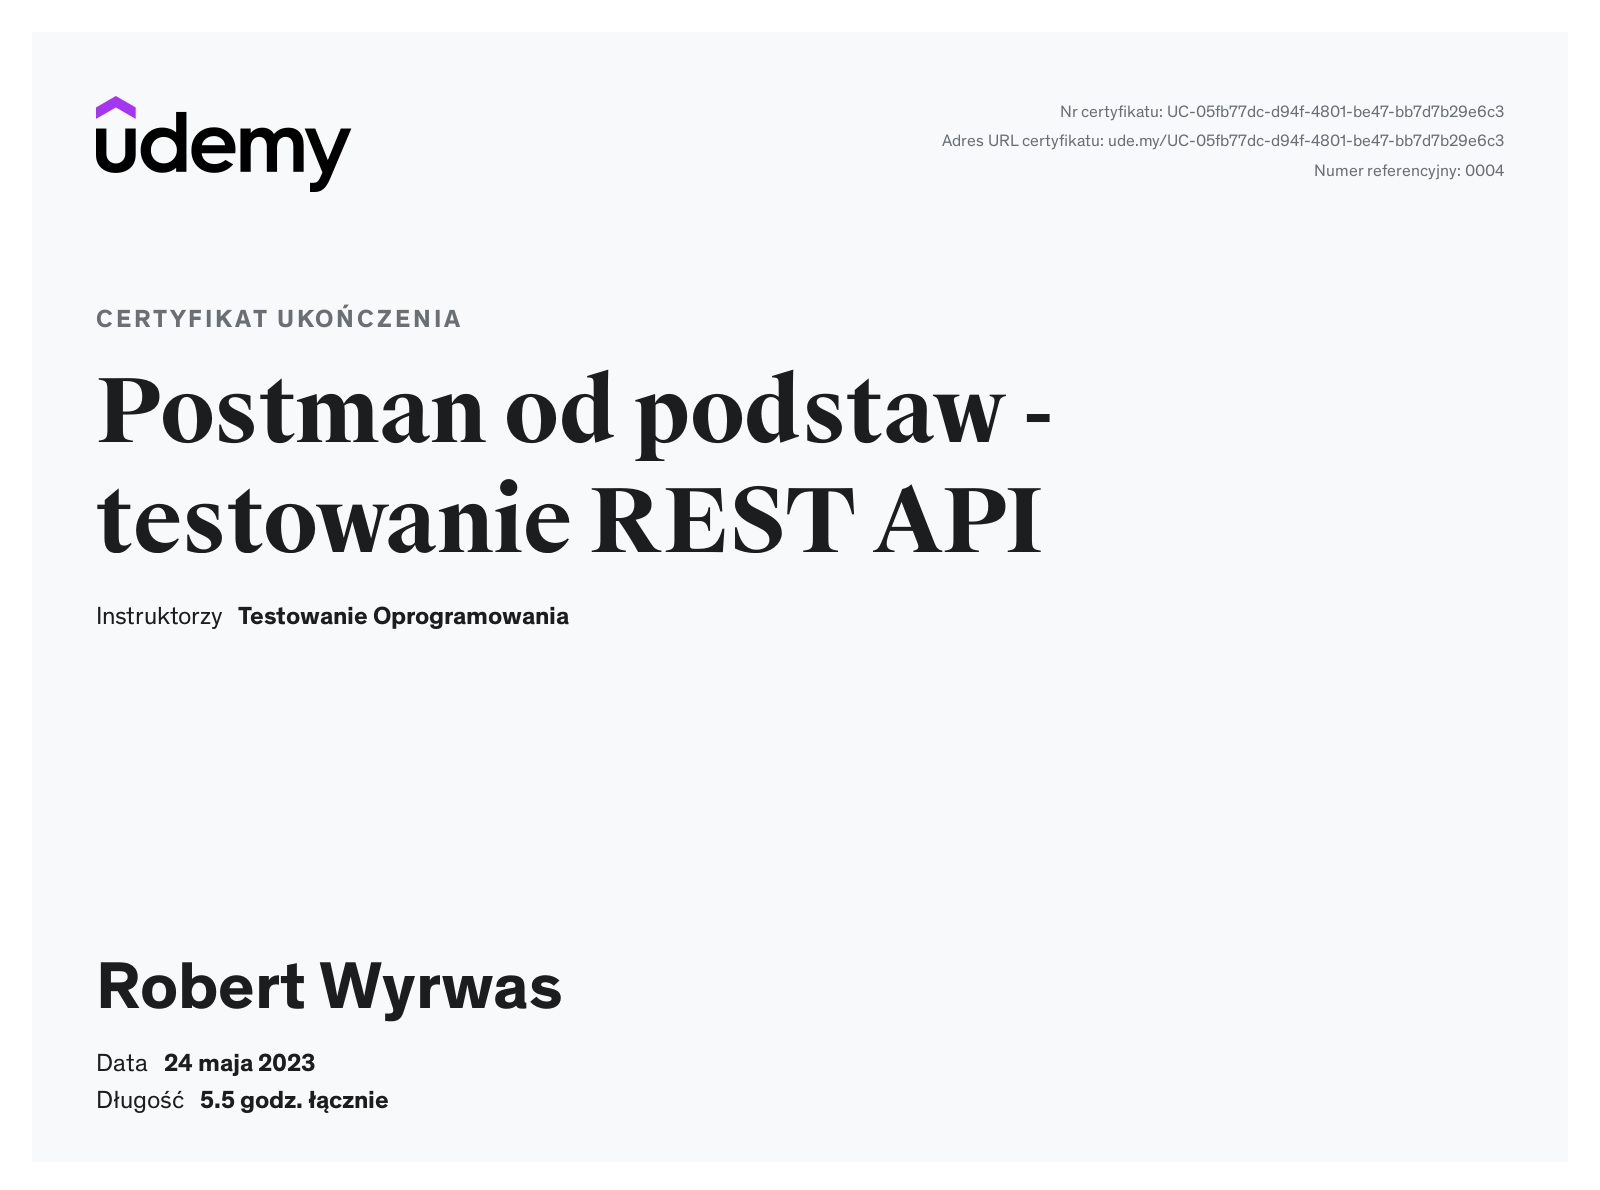 udemy
Nr certyfikatu: UC-05fb77dc-d94f-4801-be47-bb7d7b29e6c3
Adres URL certyfikatu: ude.my/UC-05fb77dc-d94f-4801-be47-bb7d7b29e6c3
Numer referencyjny: 0004
CERTYFIKAT UKOŃCZENIA
Postman od podstaw -
testowanie REST API
Instruktorzy Testowanie Oprogramowania
Robert Wyrwas
Data 24 maja 2023
Długość 5.5 godz. łącznie